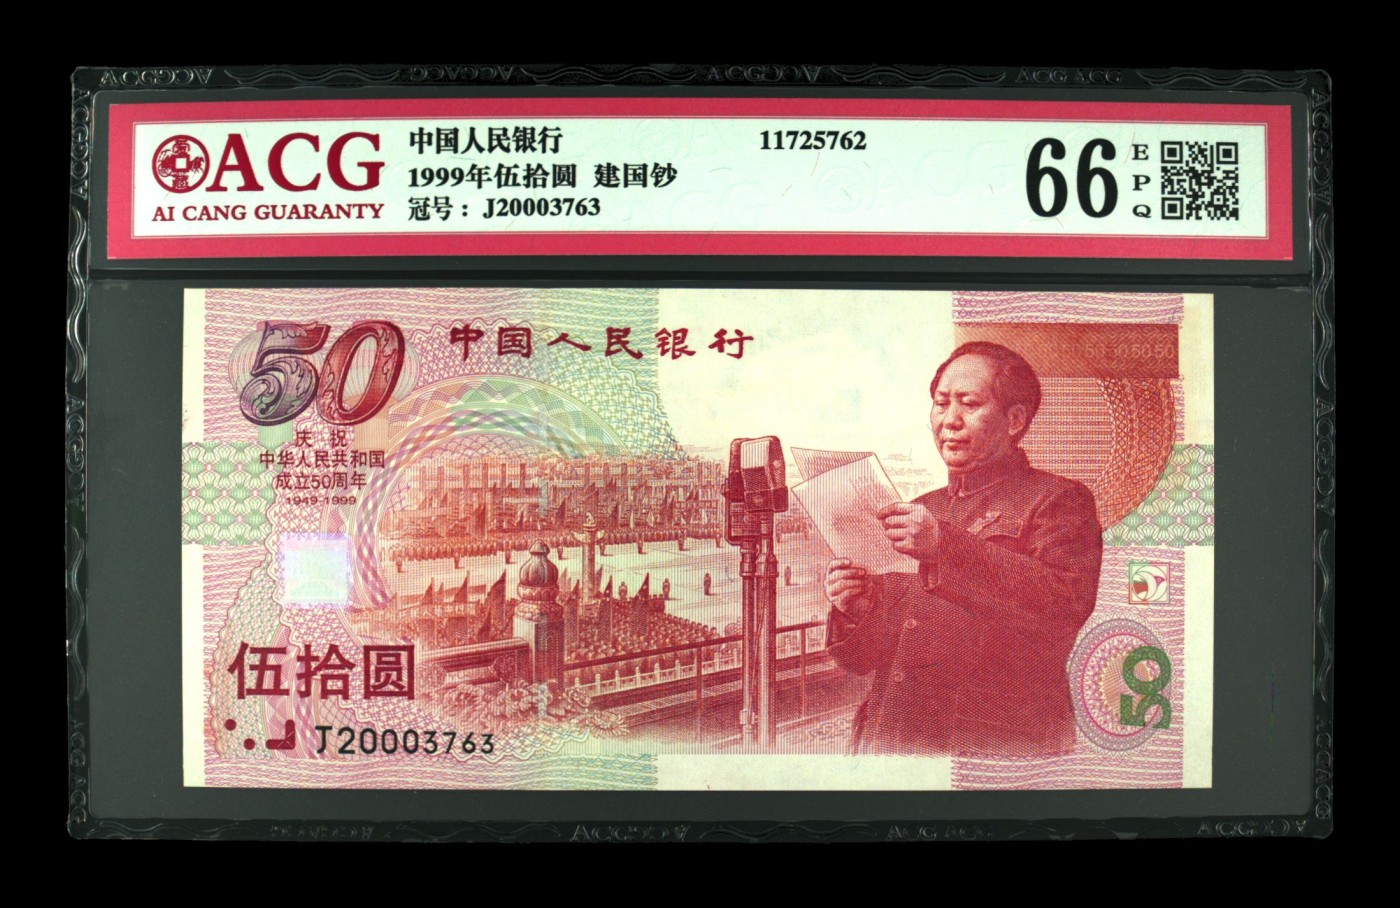 ACG
AI CANG GUARANTY
中国人民银行
1999年伍拾圆 建国钞
冠号：J20003763
11725762
66
EPQ
50
中国人民银行
庆祝
中华人民共和国
成立50周年
1949-1999
伍拾圆
J20003763
50